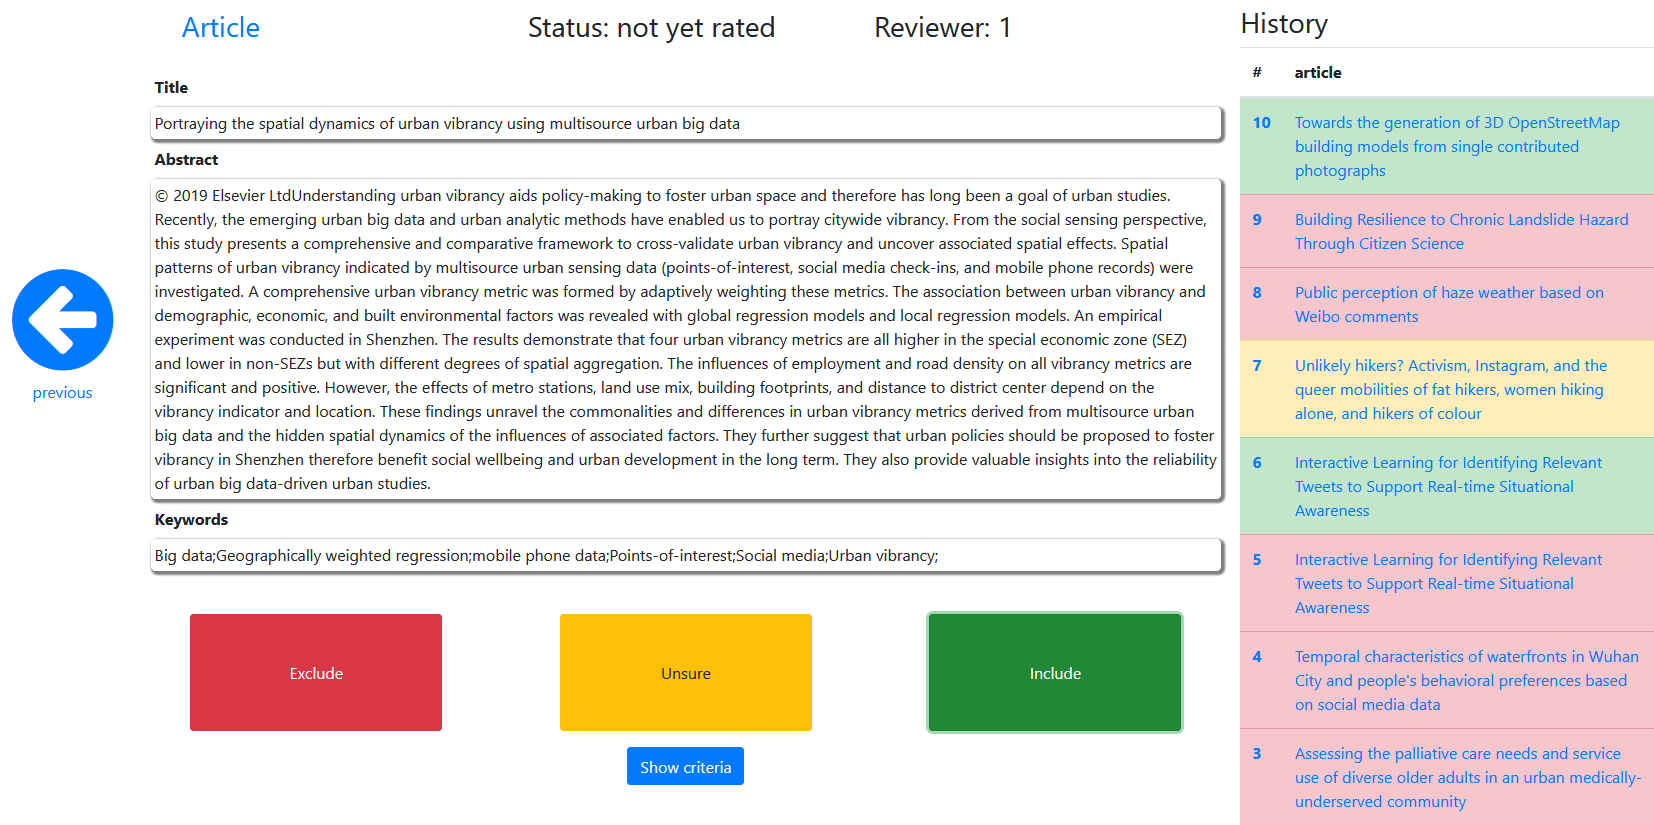 Article
Status: not yet rated
Reviewer: 1
Title
Portraying the spatial dynamics of urban vibrancy using multisource urban big data
Abstract
© 2019 Elsevier LtdUnderstanding urban vibrancy aids policy-making to foster urban space and therefore has long been a goal of urban studies.
Recently, the emerging urban big data and urban analytic methods have enabled us to portray citywide vibrancy. From the social sensing perspective,
this study presents a comprehensive and comparative framework to cross-validate urban vibrancy and uncover associated spatial effects. Spatial
patterns of urban vibrancy indicated by multisource urban sensing data (points-of-interest, social media check-ins, and mobile phone records) were
investigated. A comprehensive urban vibrancy metric was formed by adaptively weighting these metrics. The association between urban vibrancy and
demographic, economic, and built environmental factors was revealed with global regression models and local regression models. An empirical
experiment was conducted in Shenzhen. The results demonstrate that four urban vibrancy metrics are all higher in the special economic zone (SEZ)
and lower in non-SEZs but with different degrees of spatial aggregation. The influences of employment and road density on all vibrancy metrics are
significant and positive. However, the effects of metro stations, land use mix, building footprints, and distance to district center depend on the
vibrancy indicator and location. These findings unravel the commonalities and differences in urban vibrancy metrics derived from multisource urban
big data and the hidden spatial dynamics of the influences of associated factors. They further suggest that urban policies should be proposed to foster
vibrancy in Shenzhen therefore benefit social wellbeing and urban development in the long term. They also provide valuable insights into the reliability
of urban big data-driven urban studies.
Keywords
Big data;Geographically weighted regression;mobile phone data;Points-of-interest;Social media;Urban vibrancy;
previous
Exclude
Unsure
Include
Show criteria
History
# article
10 Towards the generation of 3D OpenStreetMap
building models from single contributed
photographs
9 Building Resilience to Chronic Landslide Hazard
Through Citizen Science
8 Public perception of haze weather based on
Weibo comments
7 Unlikely hikers? Activism, Instagram, and the
queer mobilities of fat hikers, women hiking
alone, and hikers of colour
6 Interactive Learning for Identifying Relevant
Tweets to Support Real-time Situational
Awareness
5 Interactive Learning for Identifying Relevant
Tweets to Support Real-time Situational
Awareness
4 Temporal characteristics of waterfronts in Wuhan
City and people's behavioral preferences based
on social media data
3 Assessing the palliative care needs and service
use of diverse older adults in an urban medically-
underserved community